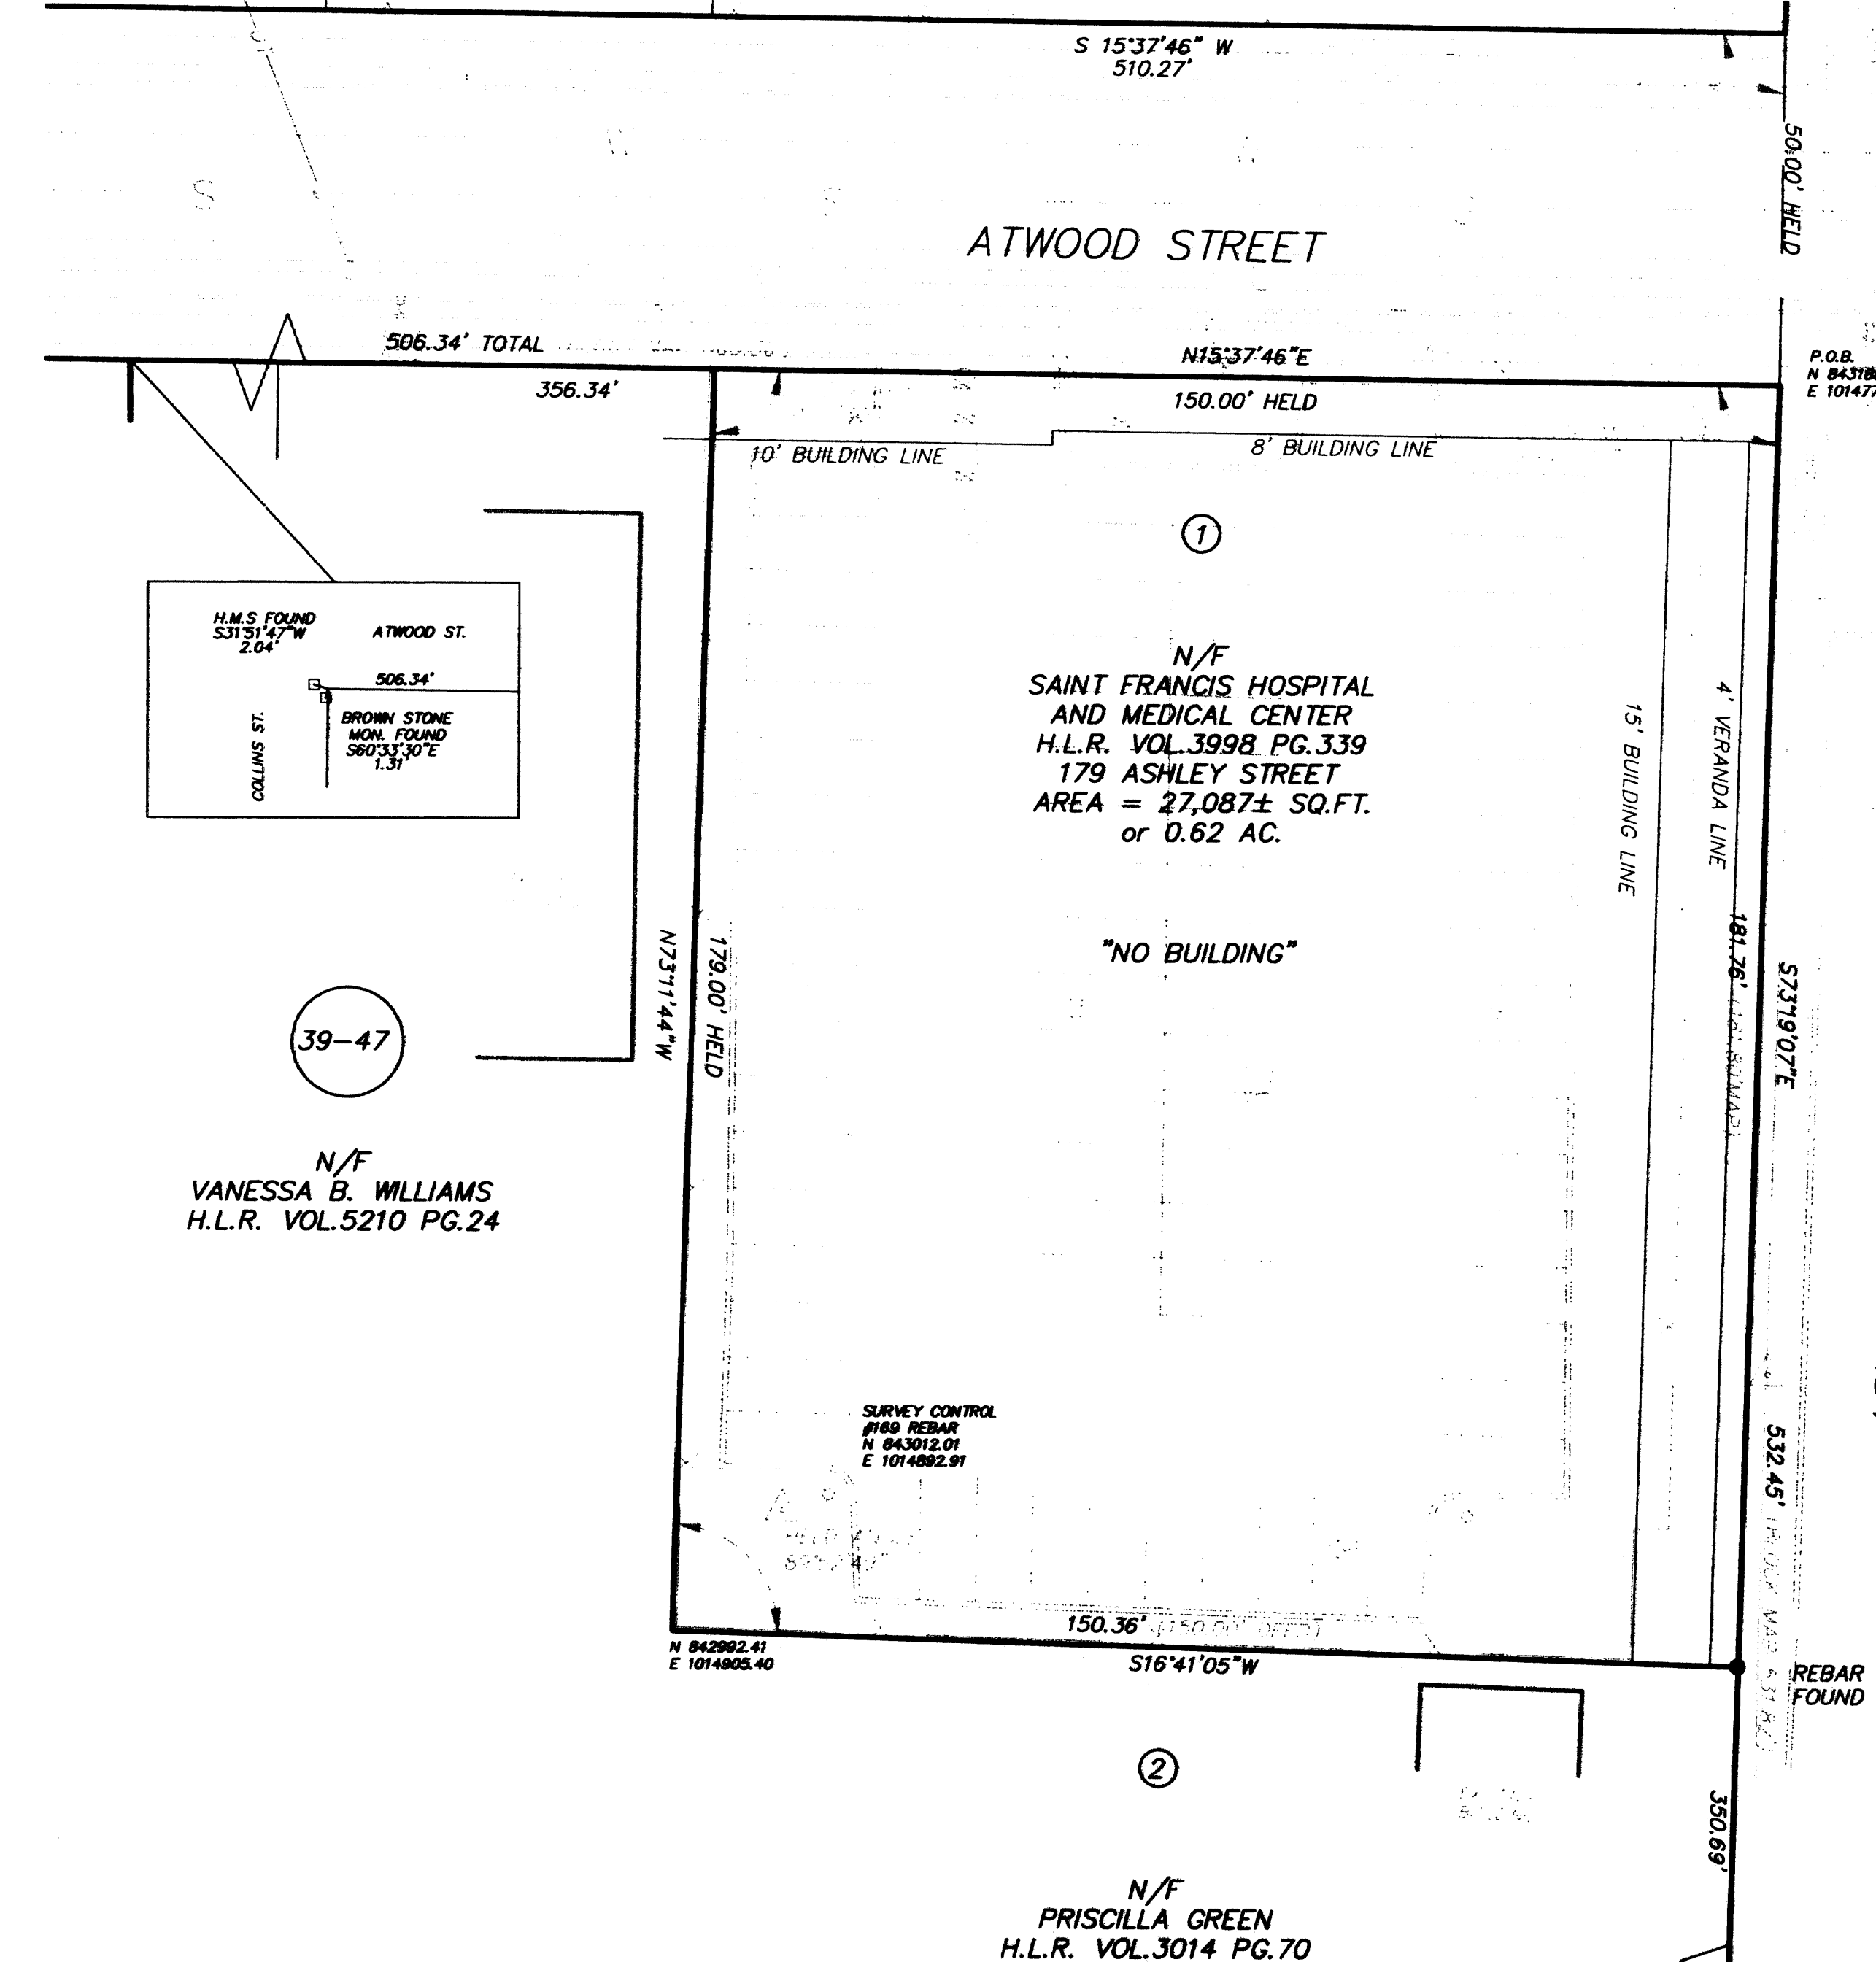 S 15°37'46" W
510.27'
50.00' HELD
ATWOOD STREET
506.34' TOTAL
356.34'
N15°37'46"E
150.00' HELD
P.O.B.
10' BUILDING LINE
8' BUILDING LINE
1
H.M.S FOUND
S31°51'47"W
2.04'
ATWOOD ST.
506.34'
COLLINS ST.
BROWN STONE
MON. FOUND
S60°33'30"E
1.31'
N/F
SAINT FRANCIS HOSPITAL
AND MEDICAL CENTER
H.L.R. VOL.3998 PG.339
179 ASHLEY STREET
AREA = 27,087± SQ.FT.
or 0.62 AC.
15' BUILDING LINE
4' VERANDA LINE
"NO BUILDING"
181.76'
S73°19'07"E
N73°11'44"W
179.00' HELD
39-47
N/F
VANESSA B. WILLIAMS
H.L.R. VOL.5210 PG.24
SURVEY CONTROL
#169 REBAR
N 843012.01
E 1014892.91
532.45'
150.36'
S16°41'05"W
N 842992.41
E 1014905.40
REBAR
FOUND
2
350.69'
N/F
PRISCILLA GREEN
H.L.R. VOL.3014 PG.70